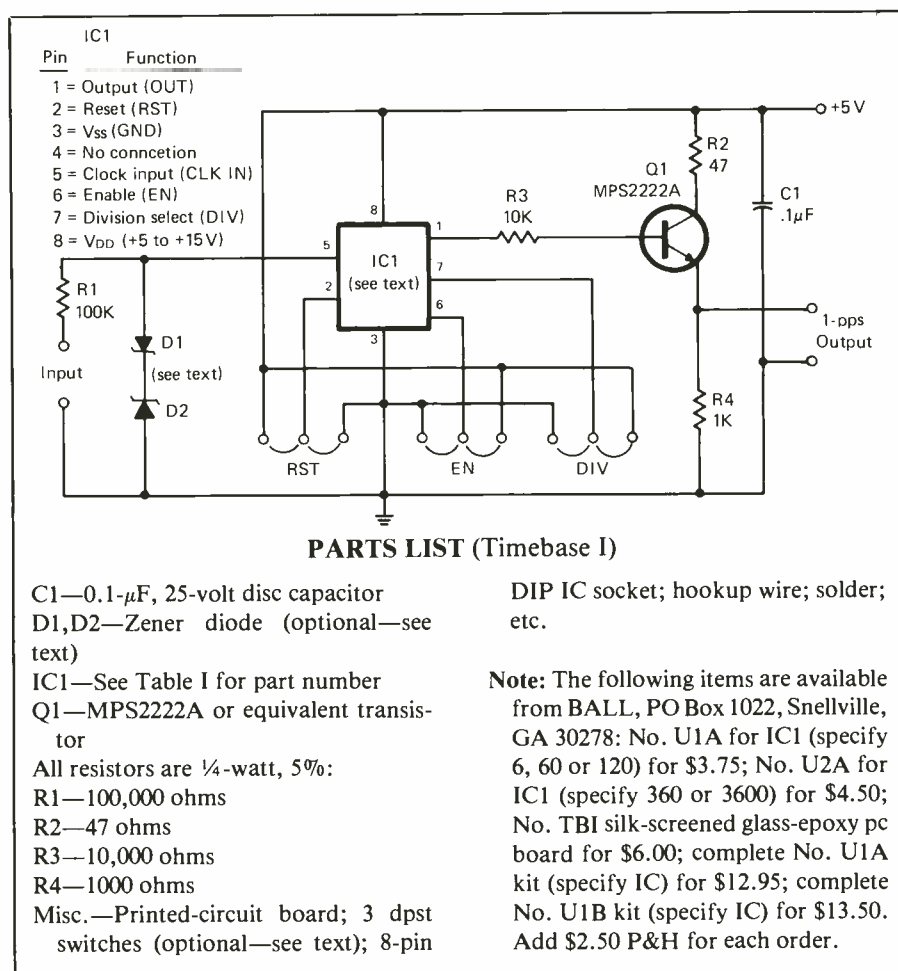 IC1
Pin Function
1 = Output (OUT)
2 = Reset (RST)
3 = Vss (GND)
4 = No conncetion
5 = Clock input (CLK IN)
6 = Enable (EN)
7 = Division select (DIV)
8 = VDD (+5 to +15V)
+5V
R2
47
Q1
MPS2222A
C1
.1µF
R3
10K
8
1
5
IC1
(see text)
7
2
6
3
R1
100K
D1
(see text)
D2
Input
1-pps
Output
R4
1K
RST
EN
DIV
PARTS LIST (Timebase I)
C1—0.1-µF, 25-volt disc capacitor
D1,D2—Zener diode (optional—see
text)
IC1—See Table I for part number
Q1—MPS2222A or equivalent transis-
tor
All resistors are ¼-watt, 5%:
R1—100,000 ohms
R2—47 ohms
R3—10,000 ohms
R4—1000 ohms
Misc.—Printed-circuit board; 3 dpst
switches (optional—see text); 8-pin
DIP IC socket; hookup wire; solder;
etc.
Note: The following items are available
from BALL, PO Box 1022, Snellville,
GA 30278: No. U1A for IC1 (specify
6, 60 or 120) for $3.75; No. U2A for
IC1 (specify 360 or 3600) for $4.50;
No. TBI silk-screened glass-epoxy pc
board for $6.00; complete No. U1A
kit (specify IC) for $12.95; complete
No. U1B kit (specify IC) for $13.50.
Add $2.50 P&H for each order.